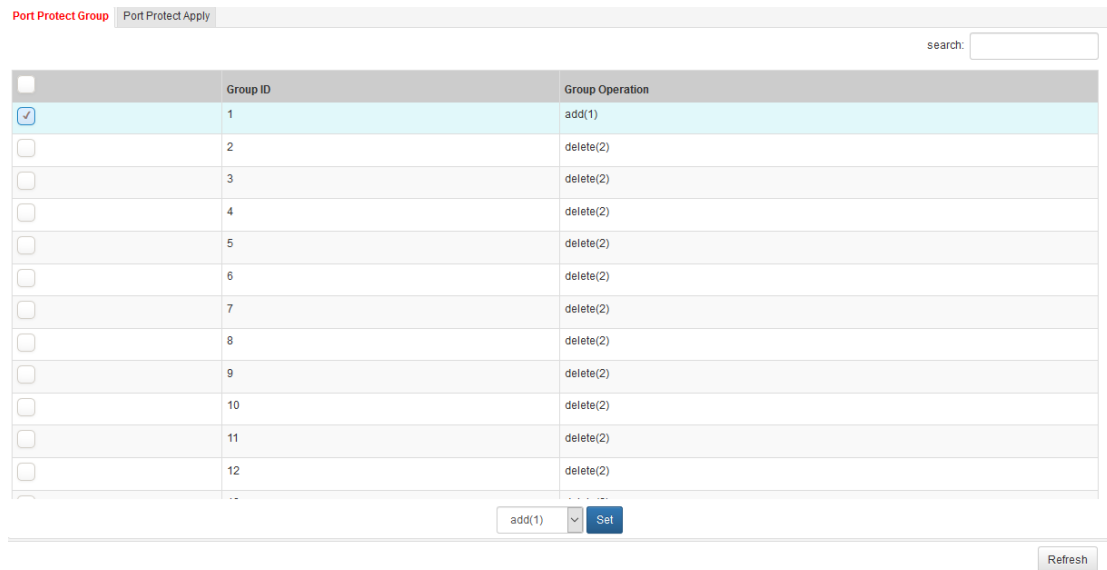 Port Protect Group Port Protect Apply
search:
Group ID Group Operation
1 add(1)
2 delete(2)
3 delete(2)
4 delete(2)
5 delete(2)
6 delete(2)
7 delete(2)
8 delete(2)
9 delete(2)
10 delete(2)
11 delete(2)
12 delete(2)
add(1) Set
Refresh